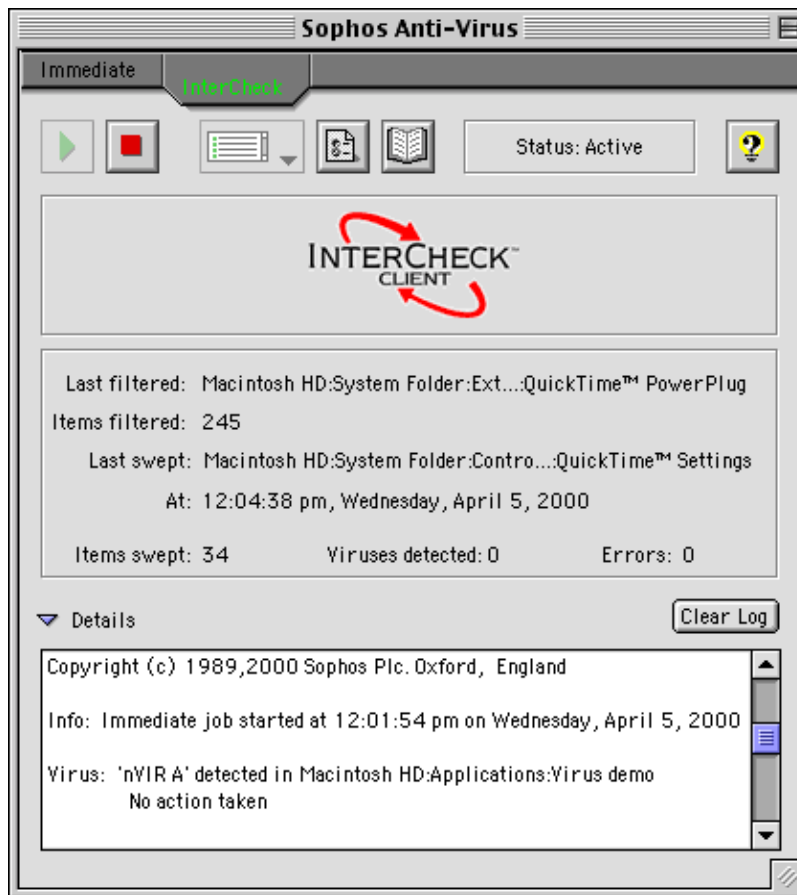 Sophos Anti-Virus
Immediate
InterCheck
Status: Active
INTERCHECK™
CLIENT
Last filtered: Macintosh HD:System Folder:Ext...:QuickTime™ PowerPlug
Items filtered: 245
Last swept: Macintosh HD:System Folder:Contro...:QuickTime™ Settings
At: 12:04:38 pm, Wednesday, April 5, 2000
Items swept: 34 Viruses detected: 0 Errors: 0
Details Clear Log
Copyright (c) 1989,2000 Sophos Plc. Oxford, England
Info: Immediate job started at 12:01:54 pm on Wednesday, April 5, 2000
Virus: 'nVIR A' detected in Macintosh HD:Applications:Virus demo
No action taken